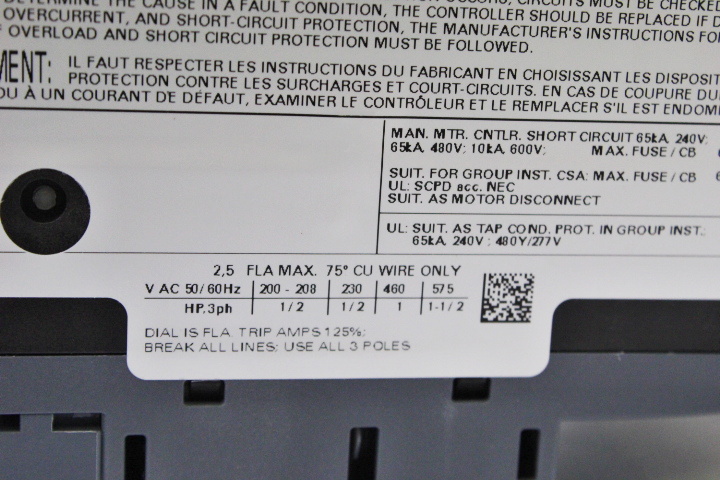 DETERMINE THE CAUSE IN A FAULT CONDITION, THE CONTROLLER SHOULD BE REPLACED IF
OVERCURRENT, AND SHORT-CIRCUIT PROTECTION, THE MANUFACTURER'S INSTRUCTIONS FOR
OVERLOAD AND SHORT CIRCUIT PROTECTION MUST BE FOLLOWED.
IL FAUT RESPECTER LES INSTRUCTIONS DU FABRICANT EN CHOISISSANT LES DISPOSIT
PROTECTION CONTRE LES SURCHARGES ET COURT-CIRCUITS. EN CAS DE COUPURE DU
OU À UN COURANT DE DÉFAUT, EXAMINER LE CONTRÔLEUR ET LE REMPLACER S'IL EST ENDOM
MAN. MTR. CNTLR. SHORT CIRCUIT 65kA, 240V;
65kA, 480V; 10kA, 600V; MAX. FUSE / CB
SUIT. FOR GROUP INST. CSA: MAX. FUSE / CB
UL: SCPD acc. NEC
SUIT. AS MOTOR DISCONNECT
UL: SUIT. AS TAP COND. PROT. IN GROUP INST.:
65kA, 240V ; 480Y/277V
2,5 FLA MAX. 75° CU WIRE ONLY
V AC 50/60Hz 200 - 208 230 460 575
HP.3ph 1/2 1/2 1 1-1/2
DIAL IS FLA. TRIP AMPS 125%;
BREAK ALL LINES; USE ALL 3 POLES